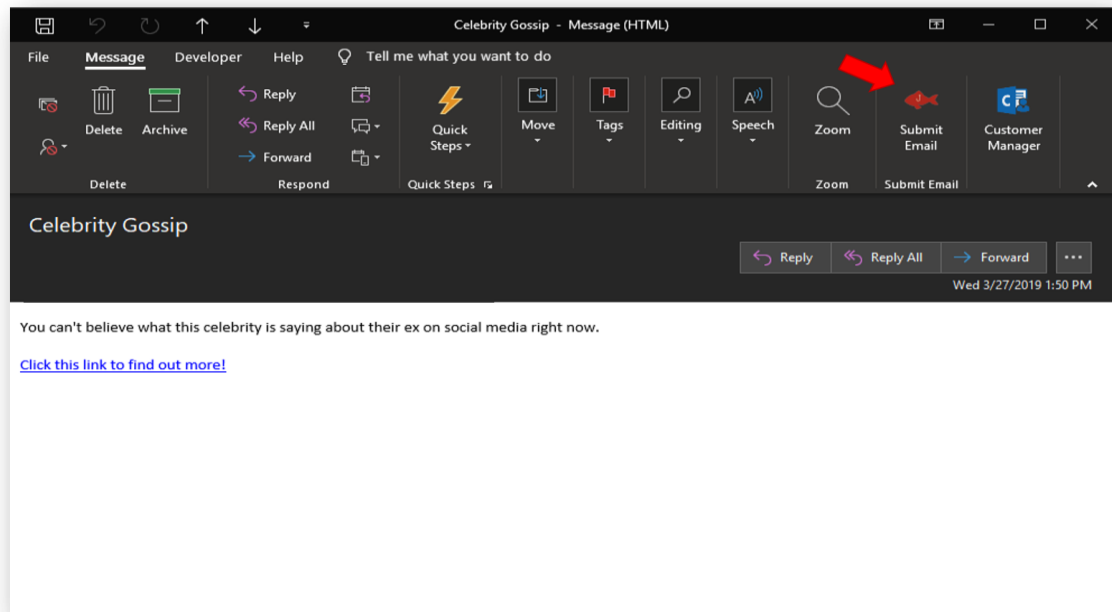 Celebrity Gossip - Message (HTML)
File Message Developer Help Tell me what you want to do
Delete
Archive
Reply
Reply All
Forward
Quick
Steps
Move
Tags
Editing
Speech
Zoom
Submit
Email
Customer
Manager
Delete Respond Quick Steps Zoom Submit Email
Celebrity Gossip
Reply Reply All Forward
Wed 3/27/2019 1:50 PM
You can't believe what this celebrity is saying about their ex on social media right now.
Click this link to find out more!